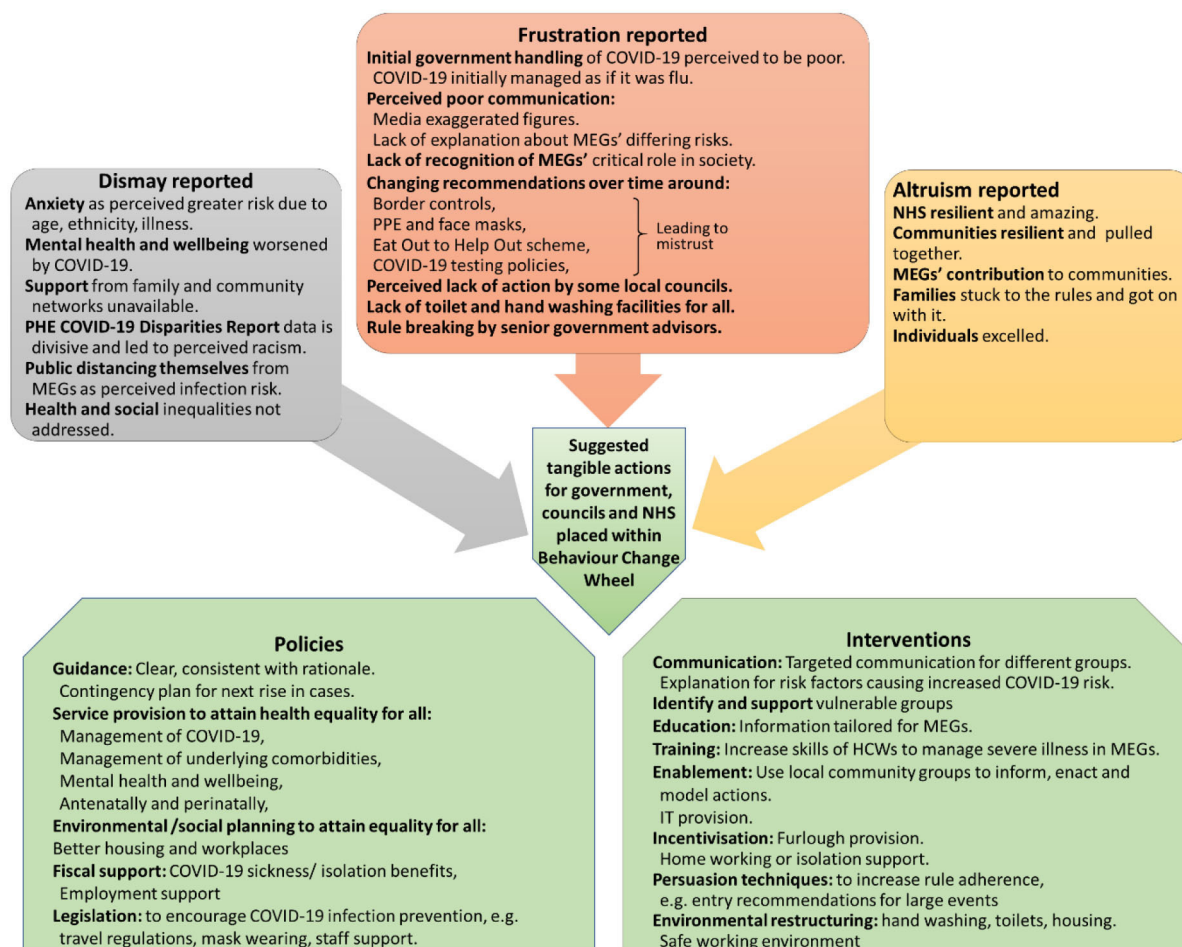 Frustration reported
Initial government handling of COVID-19 perceived to be poor.
COVID-19 initially managed as if it was flu.
Perceived poor communication:
Media exaggerated figures.
Lack of explanation about MEGs’ differing risks.
Lack of recognition of MEGs’ critical role in society.
Changing recommendations over time around:
Border controls,
PPE and face masks,
Eat Out to Help Out scheme,
COVID-19 testing policies,
Leading to
mistrust
Perceived lack of action by some local councils.
Lack of toilet and hand washing facilities for all.
Rule breaking by senior government advisors.
Dismay reported
Anxiety as perceived greater risk due to
age, ethnicity, illness.
Mental health and wellbeing worsened
by COVID-19.
Support from family and community
networks unavailable.
PHE COVID-19 Disparities Report data is
divisive and led to perceived racism.
Public distancing themselves from
MEGs as perceived infection risk.
Health and social inequalities not
addressed.
Altruism reported
NHS resilient and amazing.
Communities resilient and pulled
together.
MEGs’ contribution to communities.
Families stuck to the rules and got on
with it.
Individuals excelled.
Suggested
tangible actions
for government,
councils and NHS
placed within
Behaviour Change
Wheel
Policies
Guidance: Clear, consistent with rationale.
Contingency plan for next rise in cases.
Service provision to attain health equality for all:
Management of COVID-19,
Management of underlying comorbidities,
Mental health and wellbeing,
Antenatally and perinatally,
Environmental /social planning to attain equality for all:
Better housing and workplaces
Fiscal support: COVID-19 sickness/ isolation benefits,
Employment support
Legislation: to encourage COVID-19 infection prevention, e.g.
travel regulations, mask wearing, staff support.
Interventions
Communication: Targeted communication for different groups.
Explanation for risk factors causing increased COVID-19 risk.
Identify and support vulnerable groups
Education: Information tailored for MEGs.
Training: Increase skills of HCWs to manage severe illness in MEGs.
Enablement: Use local community groups to inform, enact and
model actions.
IT provision.
Incentivisation: Furlough provision.
Home working or isolation support.
Persuasion techniques: to increase rule adherence,
e.g. entry recommendations for large events
Environmental restructuring: hand washing, toilets, housing.
Safe working environment